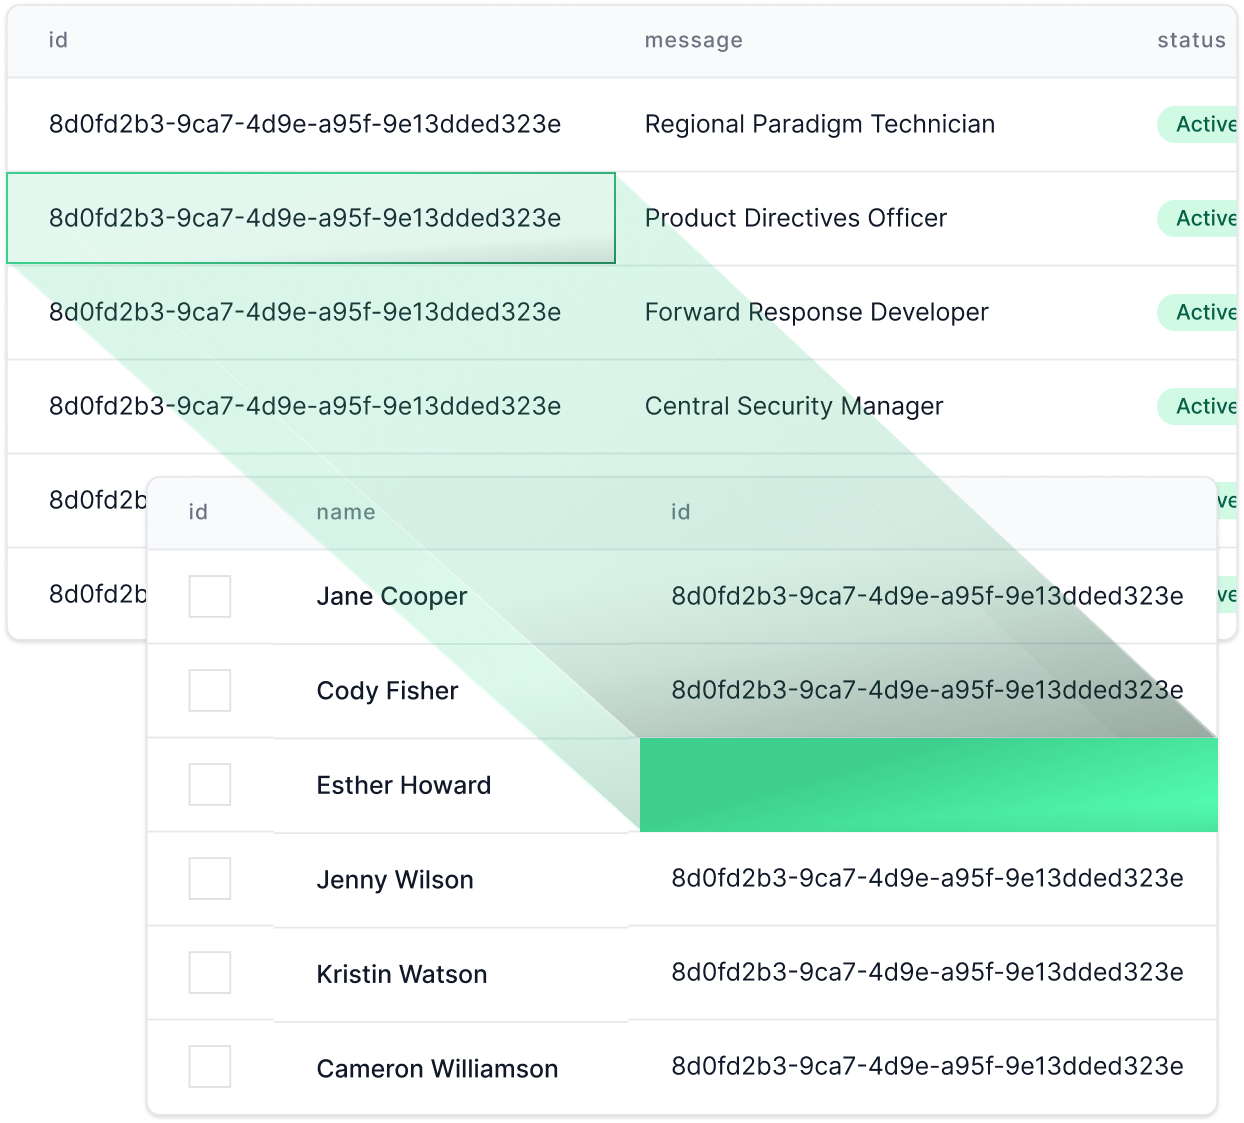 id message status
8d0fd2b3-9ca7-4d9e-a95f-9e13dded323e Regional Paradigm Technician Active
8d0fd2b3-9ca7-4d9e-a95f-9e13dded323e Product Directives Officer Active
8d0fd2b3-9ca7-4d9e-a95f-9e13dded323e Forward Response Developer Active
8d0fd2b3-9ca7-4d9e-a95f-9e13dded323e Central Security Manager Active
8d0fd2b ve
id name id
8d0fd2b ve
Jane Cooper 8d0fd2b3-9ca7-4d9e-a95f-9e13dded323e
Cody Fisher 8d0fd2b3-9ca7-4d9e-a95f-9e13dded323e
Esther Howard
Jenny Wilson 8d0fd2b3-9ca7-4d9e-a95f-9e13dded323e
Kristin Watson 8d0fd2b3-9ca7-4d9e-a95f-9e13dded323e
Cameron Williamson 8d0fd2b3-9ca7-4d9e-a95f-9e13dded323e